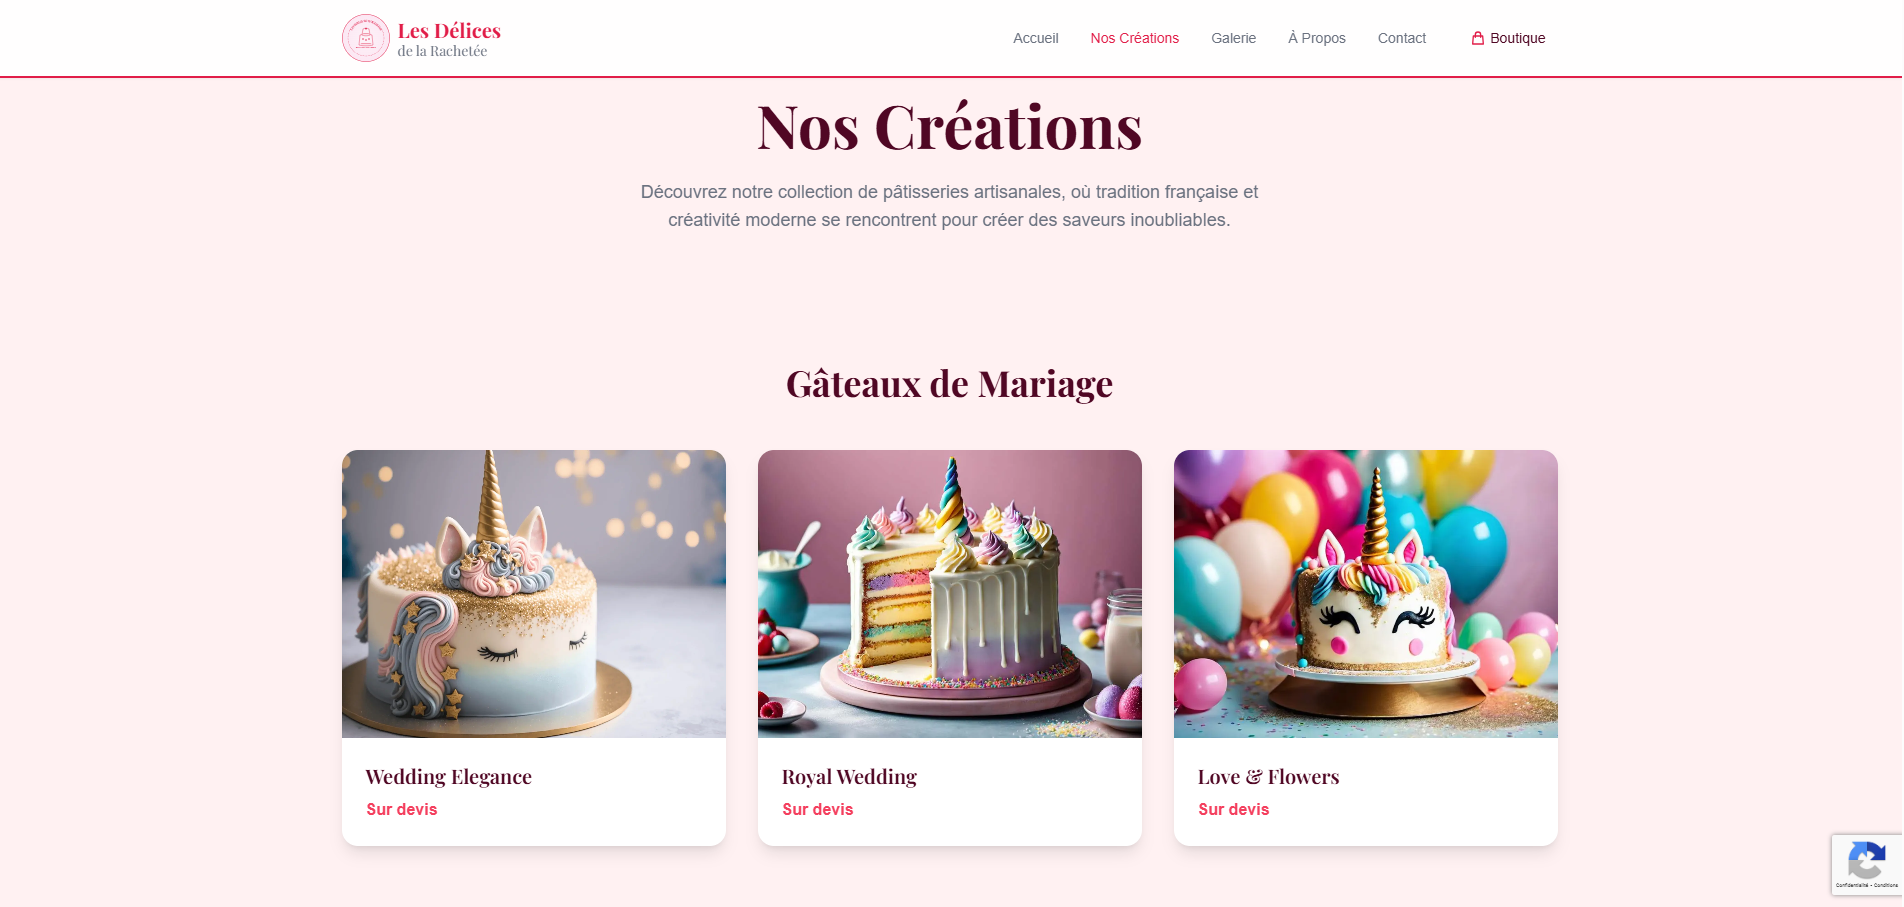 Les Délices
de la Rachetée
Accueil
Nos Créations
Galerie
À Propos
Contact
Boutique
Nos Créations
Découvrez notre collection de pâtisseries artisanales, où tradition française et
créativité moderne se rencontrent pour créer des saveurs inoubliables.
Gâteaux de Mariage
Wedding Elegance
Sur devis
Royal Wedding
Sur devis
Love & Flowers
Sur devis
Confidentialité - Conditions